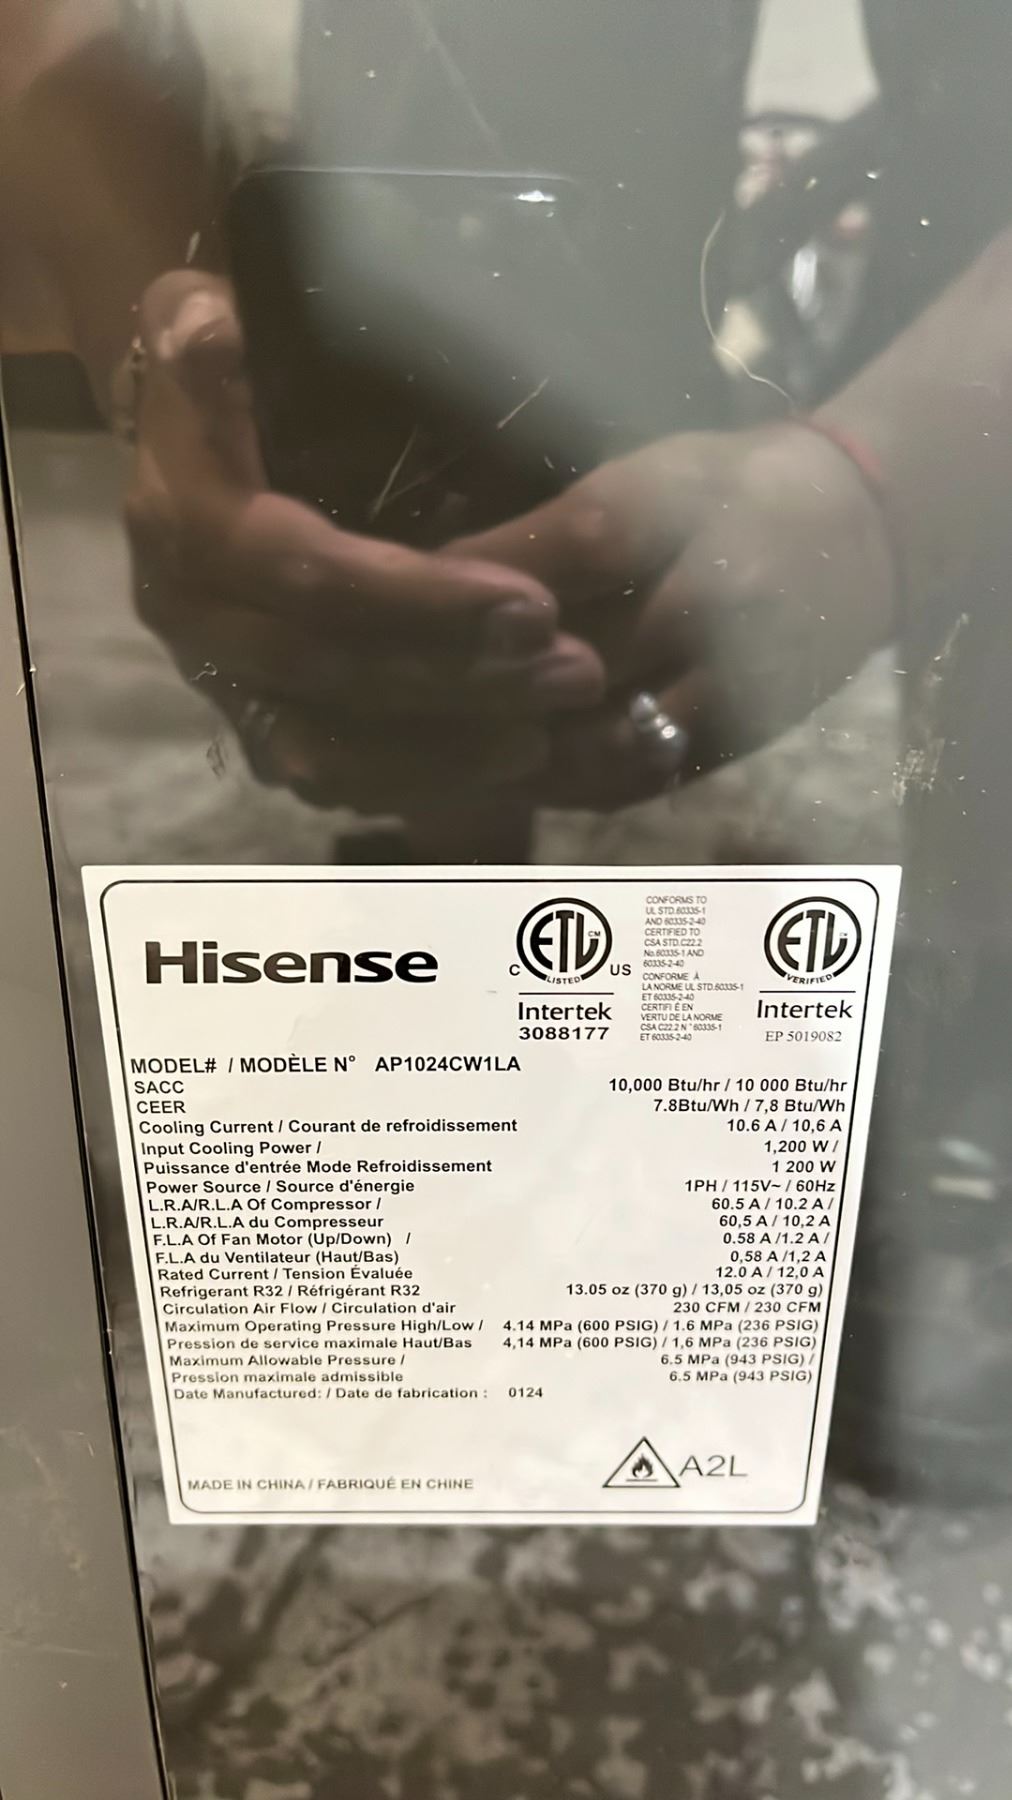 Hisense
ETL CM
LISTED
C US
Intertek
3088177
CONFORMS TO
UL STD.60335-1
AND 60335-2-40
CERTIFIED TO
CSA STD.C22.2
No.60335-1 AND
60335-2-40
CONFORME À
LA NORME UL STD.60335-1
ET 60335-2-40
CERTIFI É EN
VERTU DE LA NORME
CSA C22.2 N ° 60335-1
ET 60335-2-40
ETL
VERIFIED
Intertek
EP 5019082
MODEL# / MODÈLE N° AP1024CW1LA
SACC 10,000 Btu/hr / 10 000 Btu/hr
CEER 7.8Btu/Wh / 7,8 Btu/Wh
Cooling Current / Courant de refroidissement 10.6 A / 10,6 A
Input Cooling Power / 1,200 W /
Puissance d'entrée Mode Refroidissement 1 200 W
Power Source / Source d'énergie 1PH / 115V~ / 60Hz
L.R.A/R.L.A Of Compressor / 60.5 A / 10.2 A /
L.R.A/R.L.A du Compresseur 60,5 A / 10,2 A
F.L.A Of Fan Motor (Up/Down) / 0.58 A /1.2 A /
F.L.A du Ventilateur (Haut/Bas) 0,58 A /1,2 A
Rated Current / Tension Évaluée 12.0 A / 12,0 A
Refrigerant R32 / Réfrigérant R32 13.05 oz (370 g) / 13,05 oz (370 g)
Circulation Air Flow / Circulation d'air 230 CFM / 230 CFM
Maximum Operating Pressure High/Low / 4.14 MPa (600 PSIG) / 1.6 MPa (236 PSIG)
Pression de service maximale Haut/Bas 4,14 MPa (600 PSIG) / 1,6 MPa (236 PSIG)
Maximum Allowable Pressure / 6.5 MPa (943 PSIG) /
Pression maximale admissible 6.5 MPa (943 PSIG)
Date Manufactured: / Date de fabrication : 0124
A2L
MADE IN CHINA / FABRIQUÉ EN CHINE